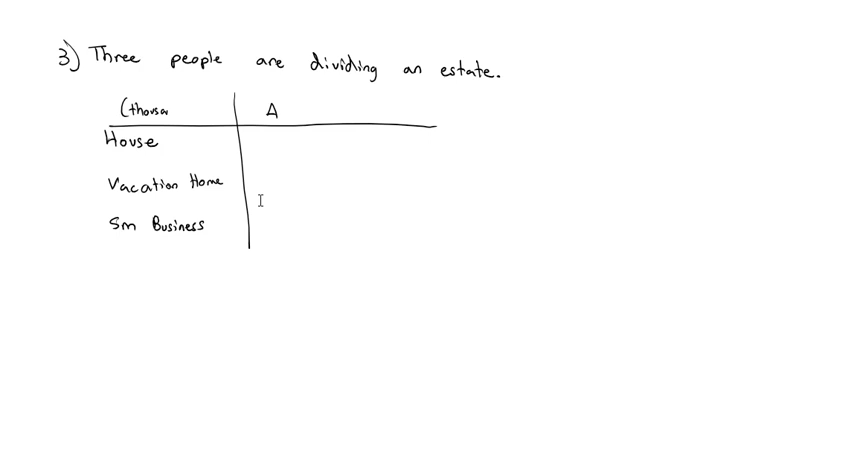 3) Three people are dividing an estate.
(thousa A
House
Vacation Home
Sm Business